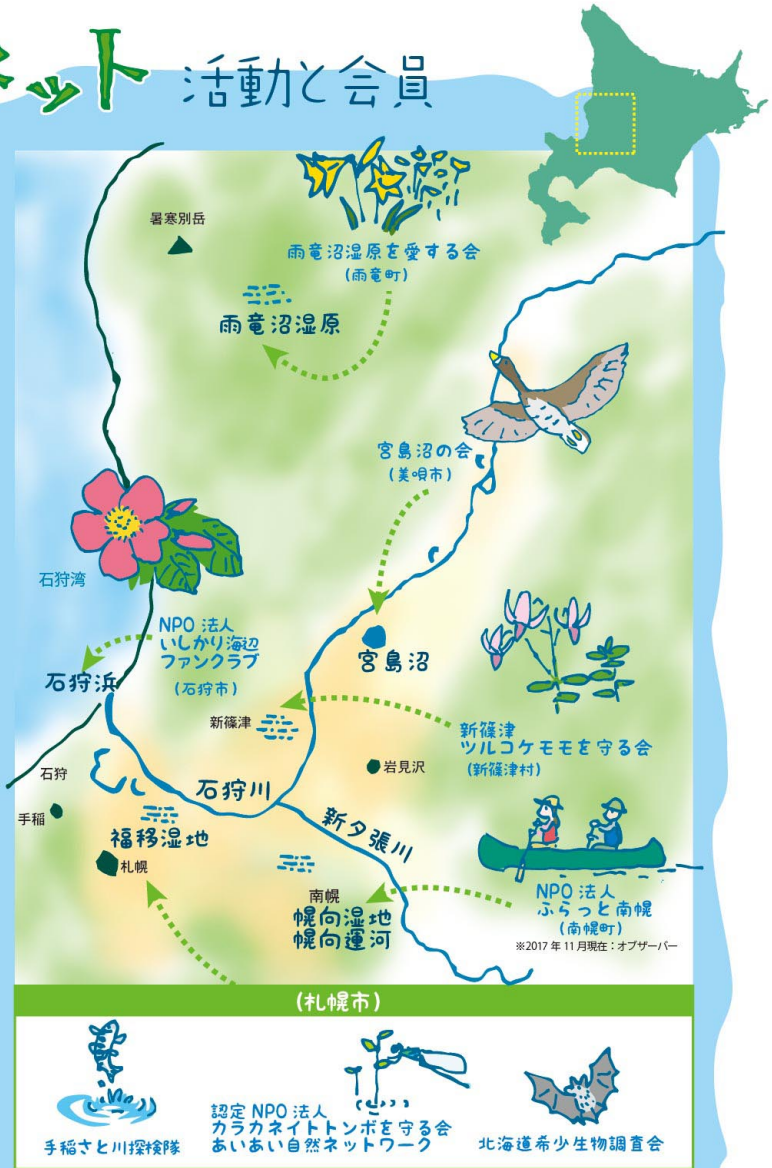 ネット 活動と会員
暑寒別岳
雨竜沼湿原を愛する会
(雨竜町)
雨竜沼湿原
宮島沼の会
(美唄市)
石狩湾
NPO 法人
いしかり海辺
ファンクラブ
(石狩市)
石狩浜
宮島沼
新篠津
新篠津
ツルコケモモを守る会
(新篠津村)
岩見沢
石狩
石狩川
手稲
福移湿地
札幌
新夕張川
南幌
幌向湿地
幌向運河
NPO 法人
ふらっと南幌
(南幌町)
※2017 年 11月現在：オブザーバー
(札幌市)
手稲さと川探検隊
認定 NPO 法人
カラカネイトトンボを守る会
あいあい自然ネットワーク
北海道希少生物調査会